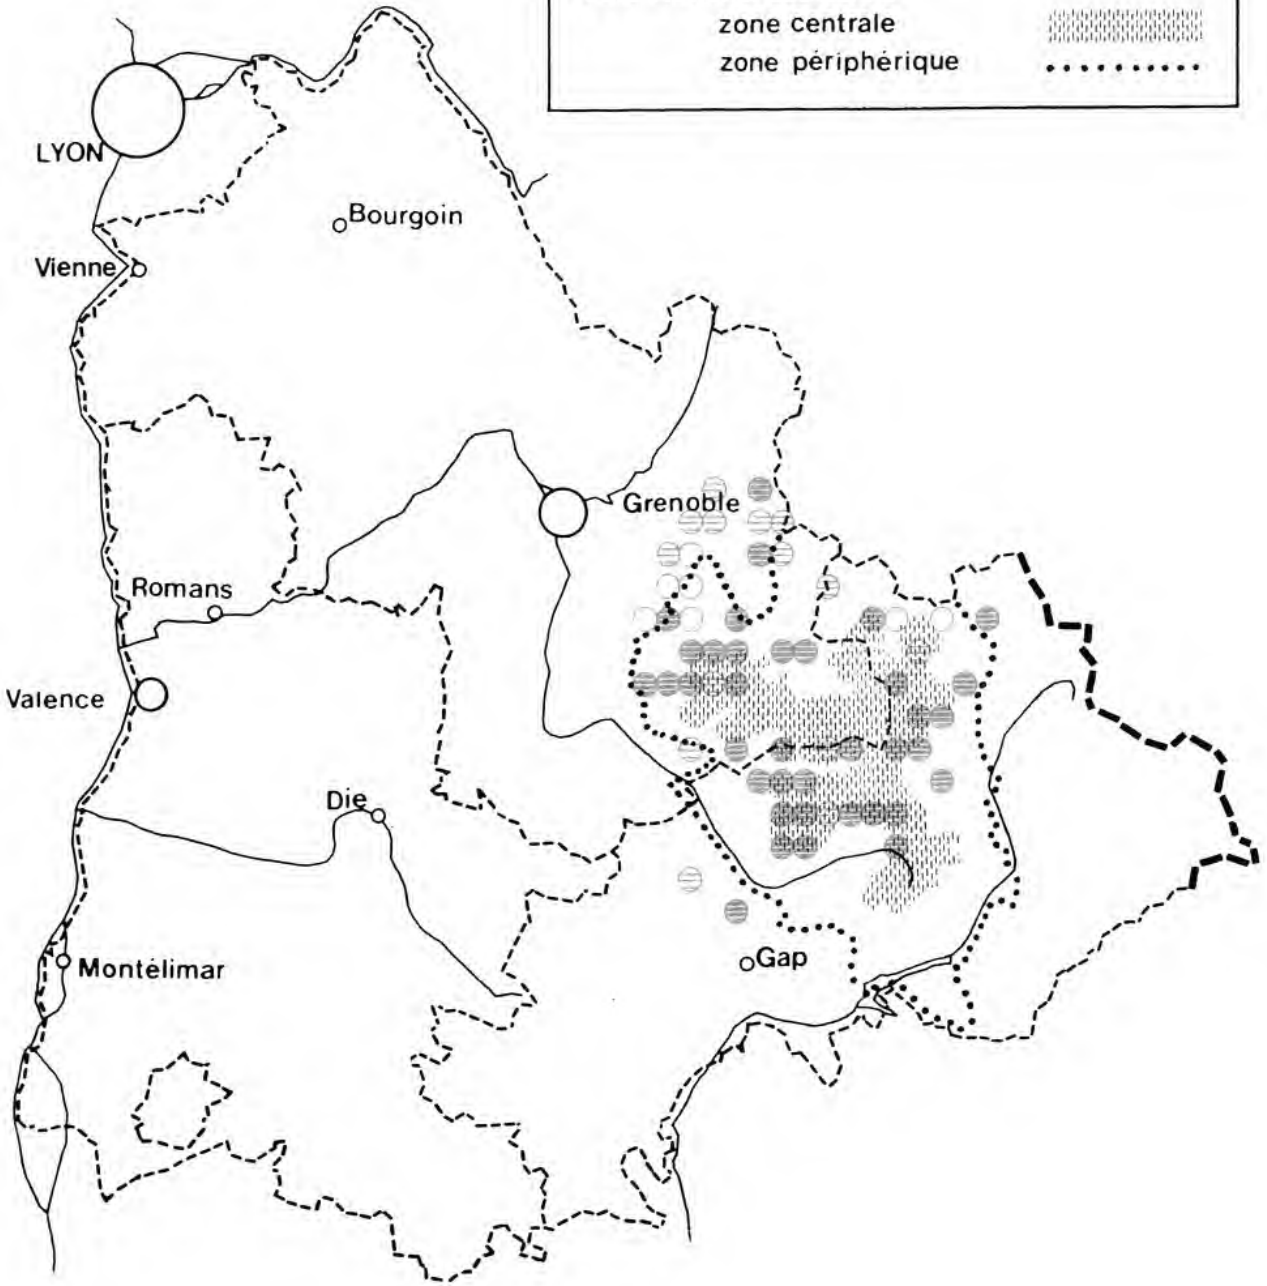 zone centrale
zone périphérique
LYON
Bourgoin
Vienne
Grenoble
Romans
Valence
Die
Montélimar
Gap